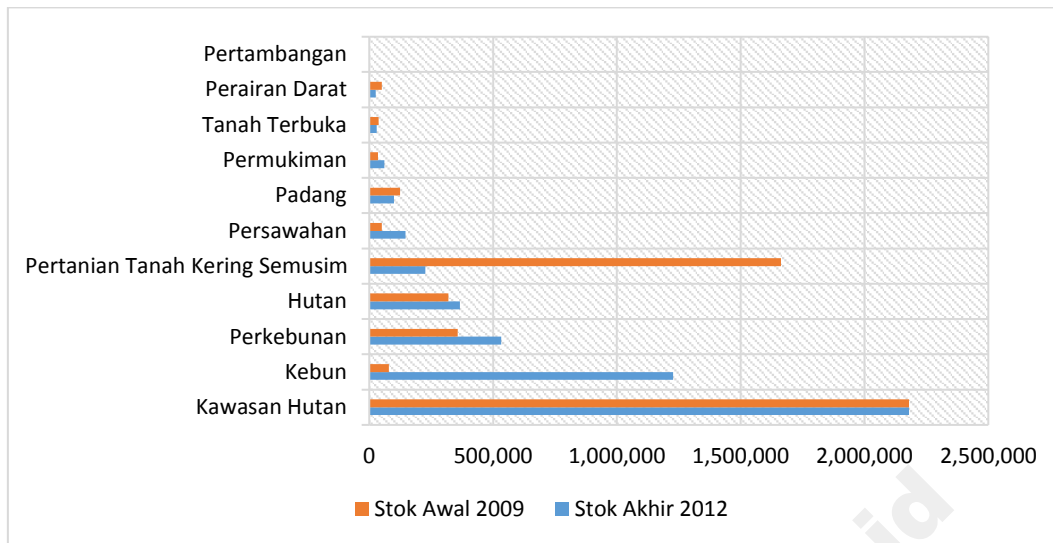 Pertambangan
Perairan Darat
Tanah Terbuka
Permukiman
Padang
Persawahan
Pertanian Tanah Kering Semusim
Hutan
Perkebunan
Kebun
Kawasan Hutan
0 500,000 1,000,000 1,500,000 2,000,000 2,500,000
Stok Awal 2009 Stok Akhir 2012
id